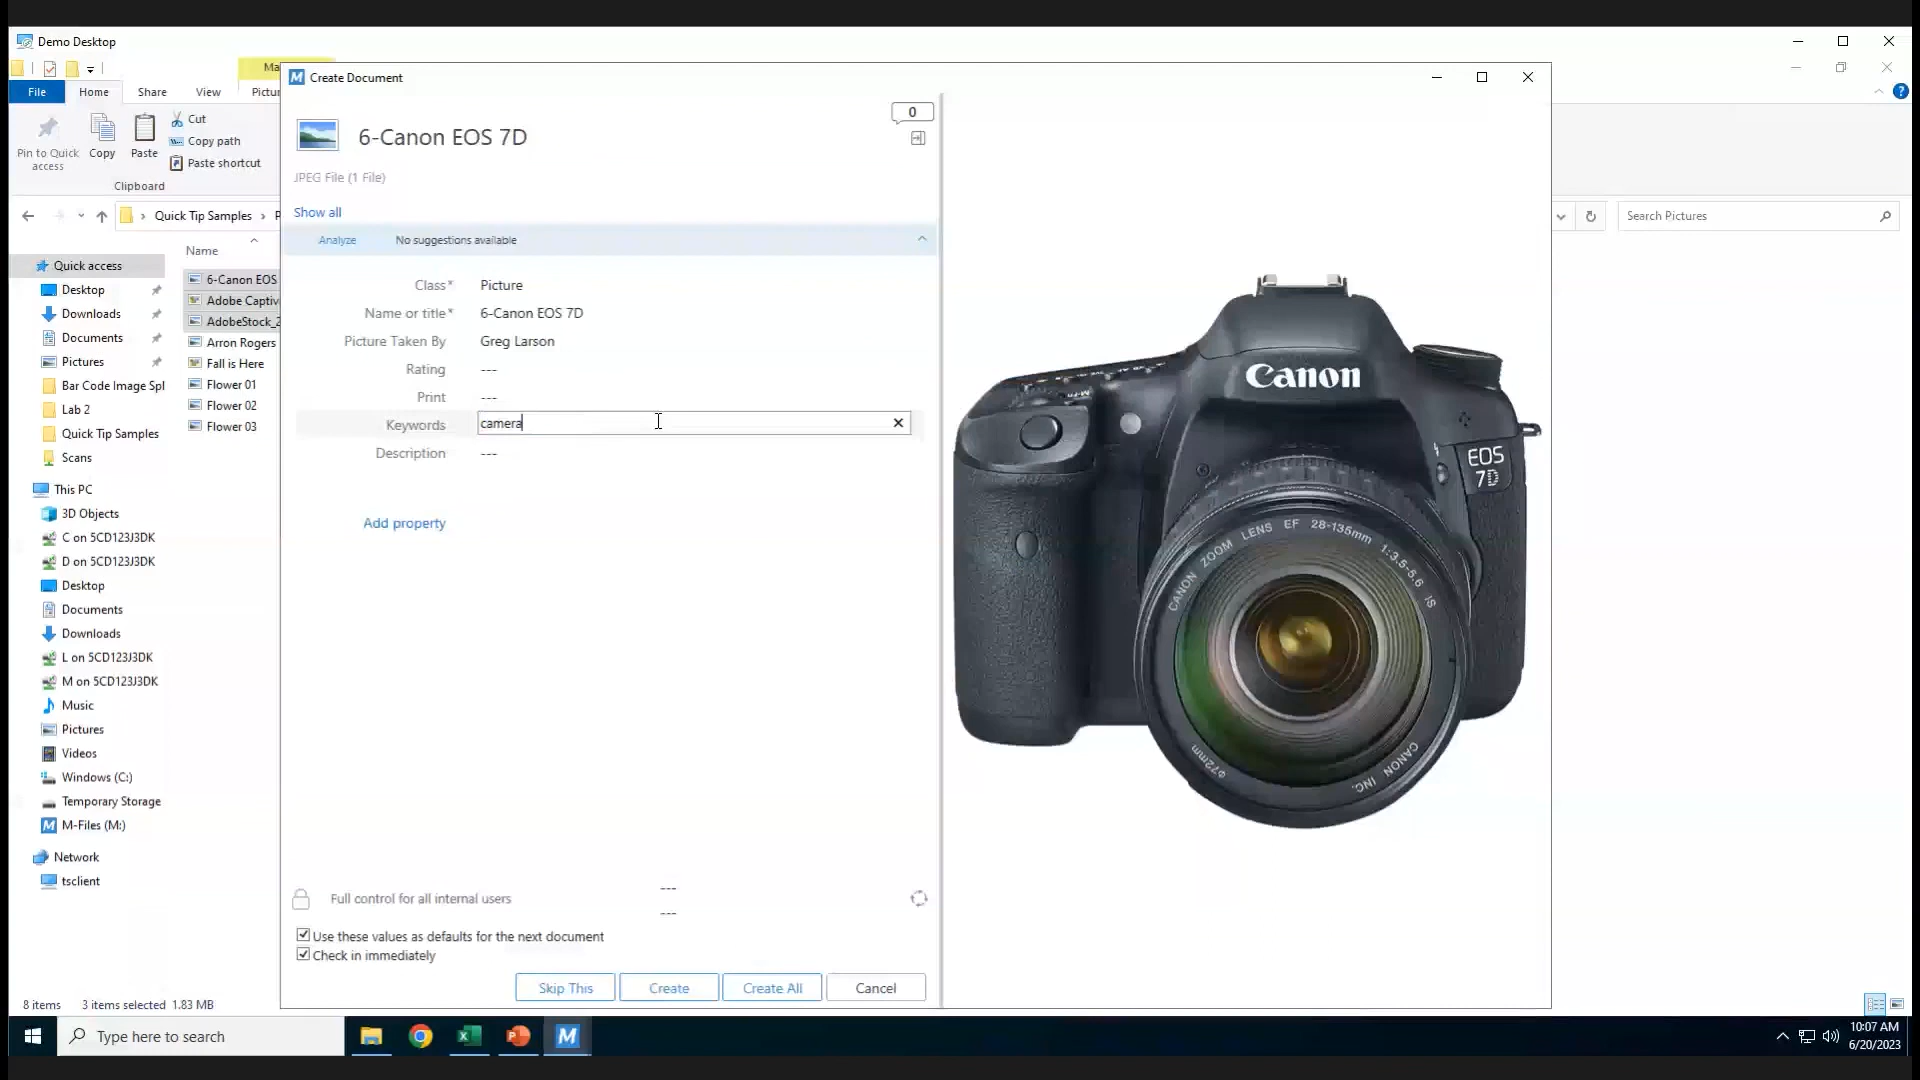 Demo Desktop
Ma
File Home Share View Pictur
Pin to Quick access
Copy
Paste
Cut
Copy path
Paste shortcut
Clipboard
Quick Tip Samples
Search Pictures
Name
Quick access
Desktop
Downloads
Documents
Pictures
Bar Code Image Spl
Lab 2
Quick Tip Samples
Scans
This PC
3D Objects
C on 5CD123J3DK
D on 5CD123J3DK
Desktop
Documents
Downloads
L on 5CD123J3DK
M on 5CD123J3DK
Music
Pictures
Videos
Windows (C:)
Temporary Storage
M-Files (M:)
Network
tsclient
6-Canon EOS
Adobe Captiv
AdobeStock_2
Arron Rogers
Fall is Here
Flower 01
Flower 02
Flower 03
8 items 3 items selected 1.83 MB
M Create Document
0
6-Canon EOS 7D
JPEG File (1 File)
Show all
Analyze No suggestions available
Class* Picture
Name or title* 6-Canon EOS 7D
Picture Taken By Greg Larson
Rating ---
Print ---
Keywords camera
Description ---
Add property
Full control for all internal users
---
---
Use these values as defaults for the next document
Check in immediately
Skip This Create Create All Cancel
Canon
EOS
7D
CANON ZOOM LENS EF 28-135mm 1:3.5-5.6 IS
CANON INC.
φ72mm
Type here to search
10:07 AM
6/20/2023